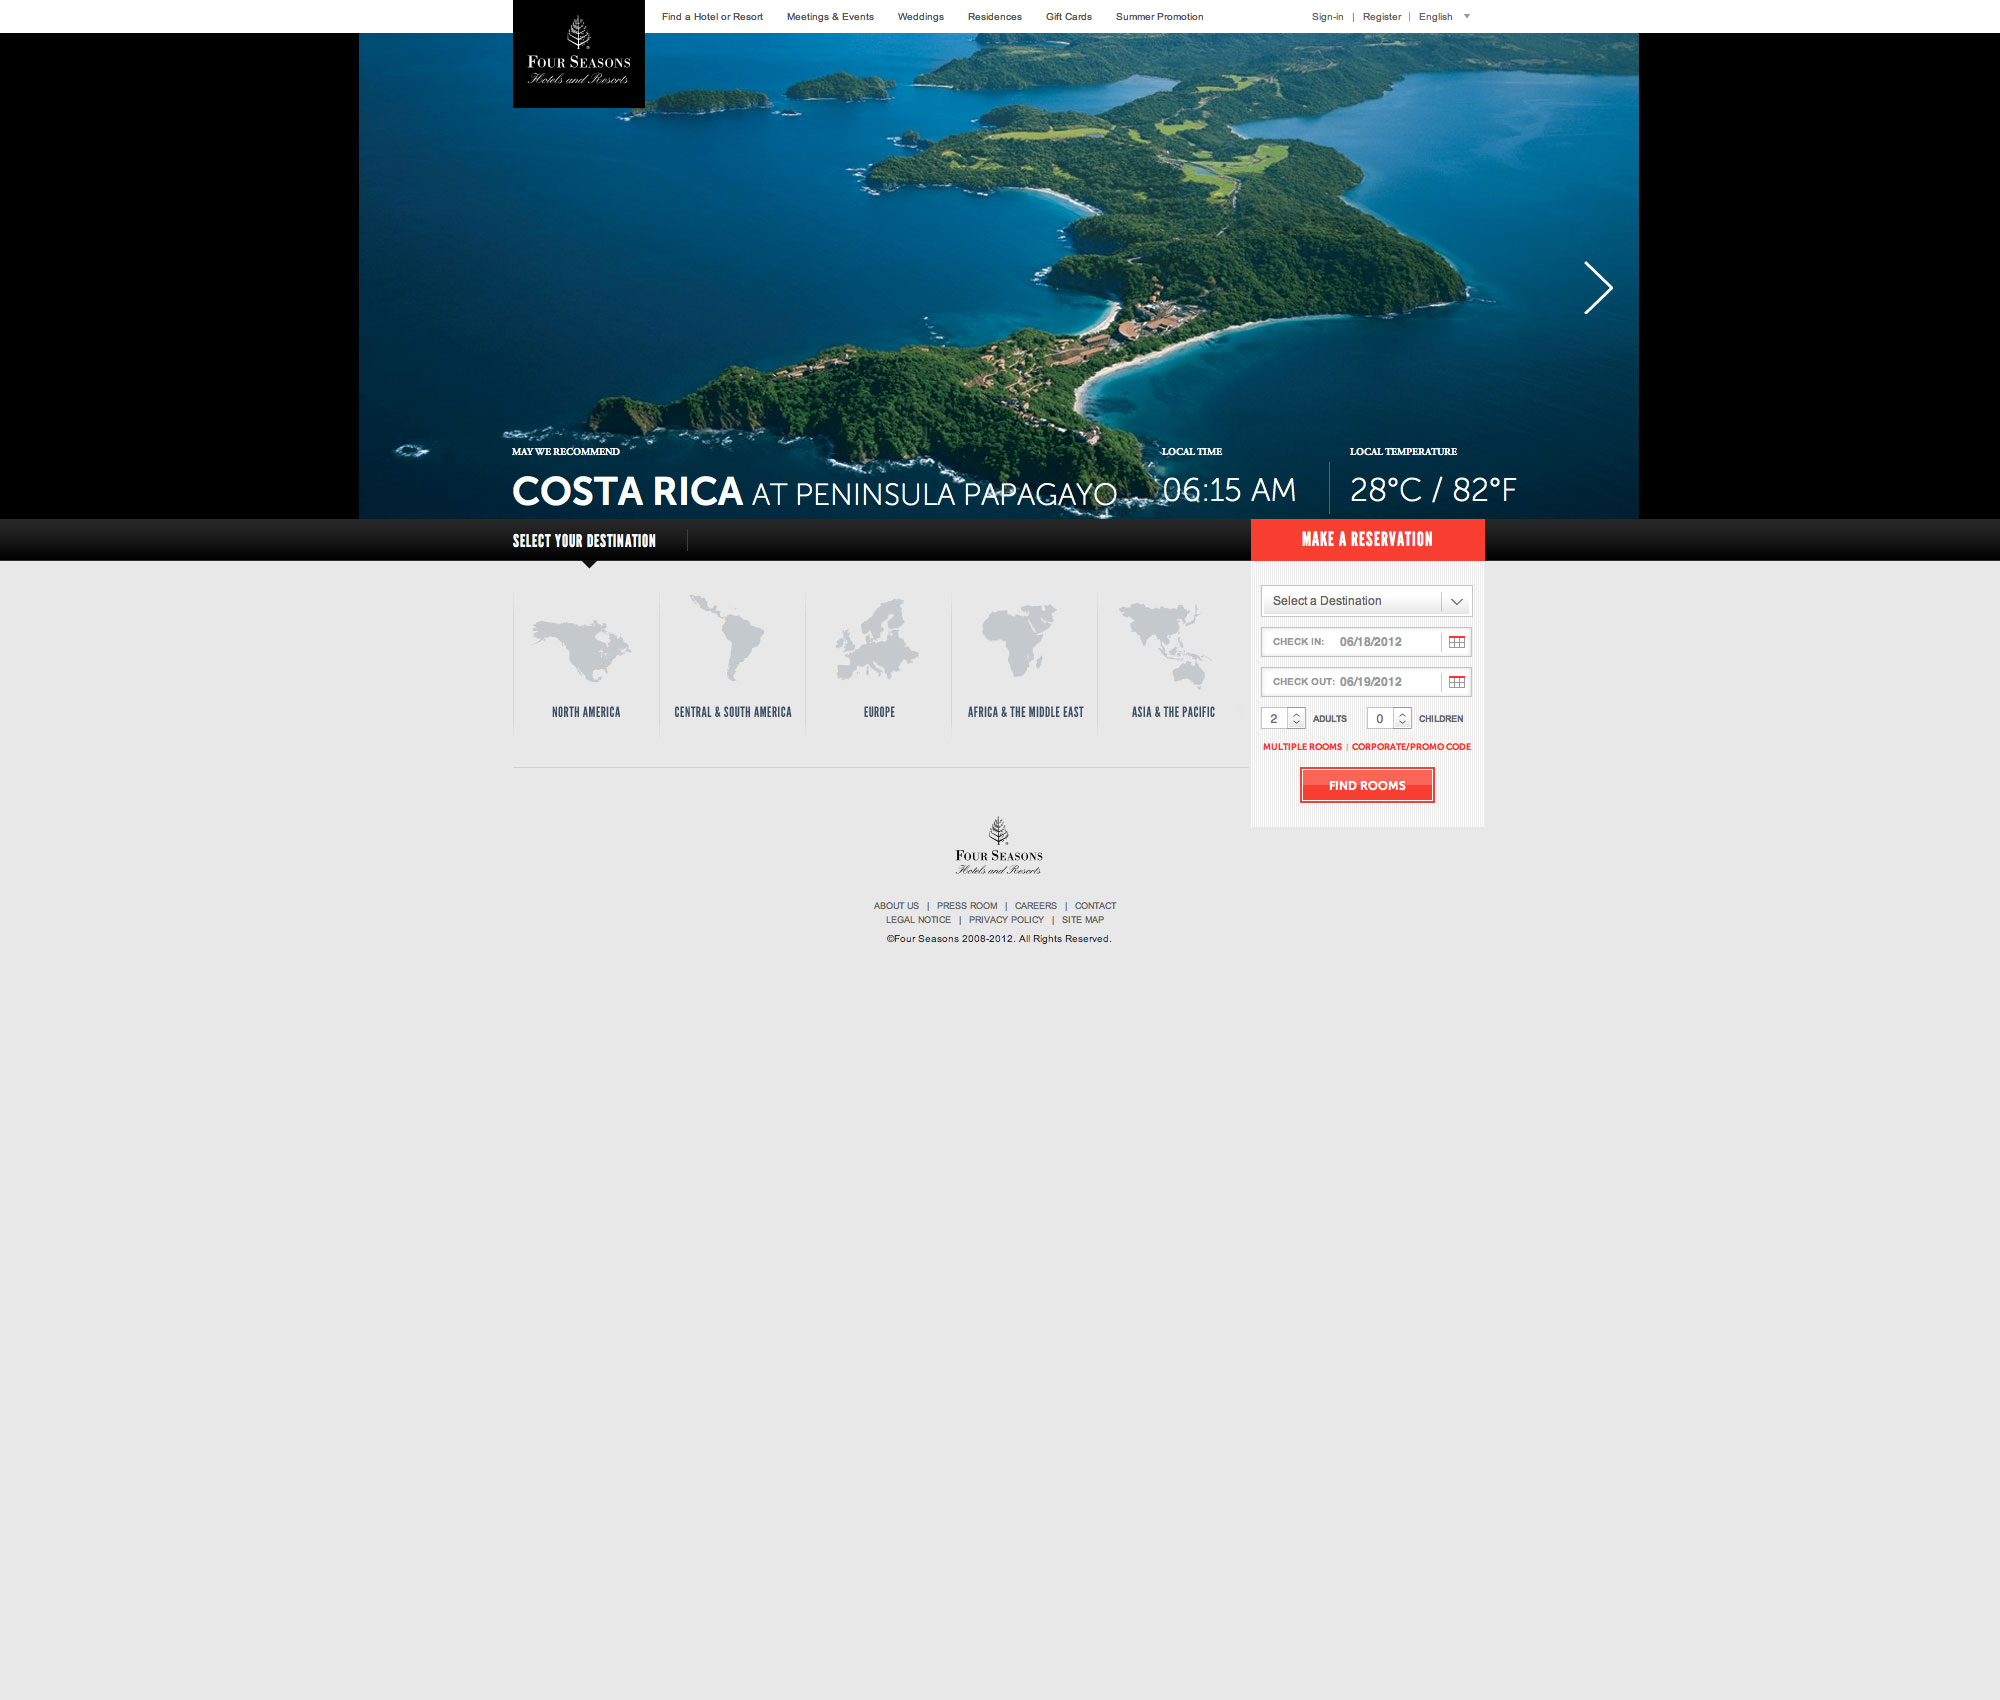 Find a Hotel or Resort Meetings & Events Weddings Residences Gift Cards Summer Promotion Sign-in | Register | English
FOUR SEASONS
Hotels and Resorts
MAY WE RECOMMEND
COSTA RICA AT PENINSULA PAPAGAYO
LOCAL TIME
06:15 AM
LOCAL TEMPERATURE
28°C / 82°F
SELECT YOUR DESTINATION
MAKE A RESERVATION
NORTH AMERICA
CENTRAL & SOUTH AMERICA
EUROPE
AFRICA & THE MIDDLE EAST
ASIA & THE PACIFIC
Select a Destination
CHECK IN: 06/18/2012
CHECK OUT: 06/19/2012
2 ADULTS 0 CHILDREN
MULTIPLE ROOMS | CORPORATE/PROMO CODE
FIND ROOMS
FOUR SEASONS
Hotels and Resorts
ABOUT US | PRESS ROOM | CAREERS | CONTACT
LEGAL NOTICE | PRIVACY POLICY | SITE MAP
©Four Seasons 2008-2012. All Rights Reserved.